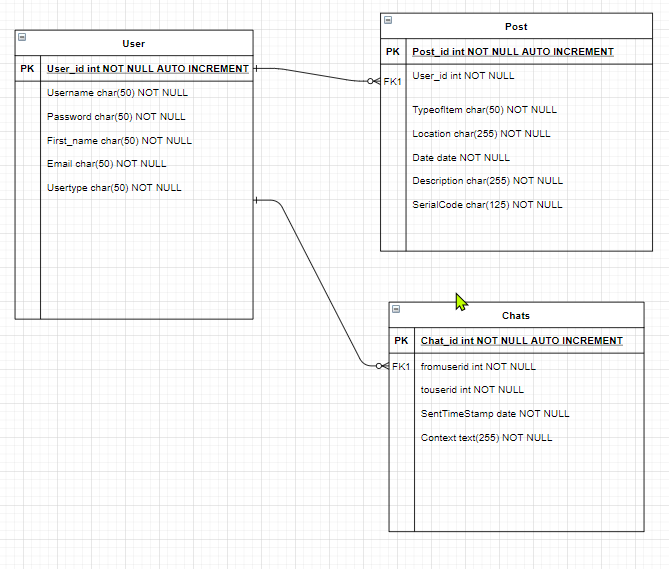 User
PK User_id int NOT NULL AUTO INCREMENT
Username char(50) NOT NULL
Password char(50) NOT NULL
First_name char(50) NOT NULL
Email char(50) NOT NULL
Usertype char(50) NOT NULL
Post
PK Post_id int NOT NULL AUTO INCREMENT
FK1 User_id int NOT NULL
TypeofItem char(50) NOT NULL
Location char(255) NOT NULL
Date date NOT NULL
Description char(255) NOT NULL
SerialCode char(125) NOT NULL
Chats
PK Chat_id int NOT NULL AUTO INCREMENT
FK1 fromuserid int NOT NULL
touserid int NOT NULL
SentTimeStamp date NOT NULL
Context text(255) NOT NULL